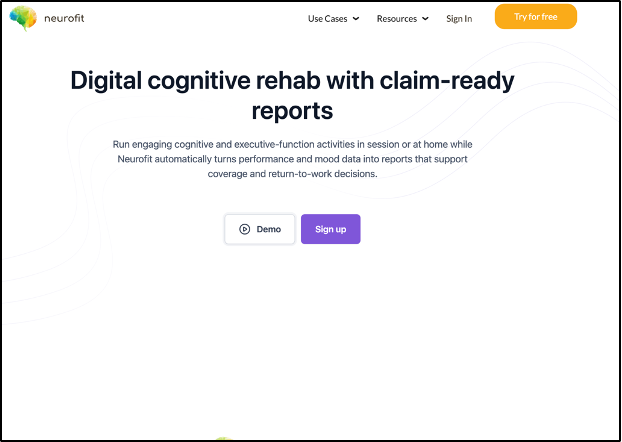 neurofit
Use Cases
Resources
Sign In
Try for free
Digital cognitive rehab with claim-ready
reports
Run engaging cognitive and executive-function activities in session or at home while
Neurofit automatically turns performance and mood data into reports that support
coverage and return-to-work decisions.
Demo
Sign up